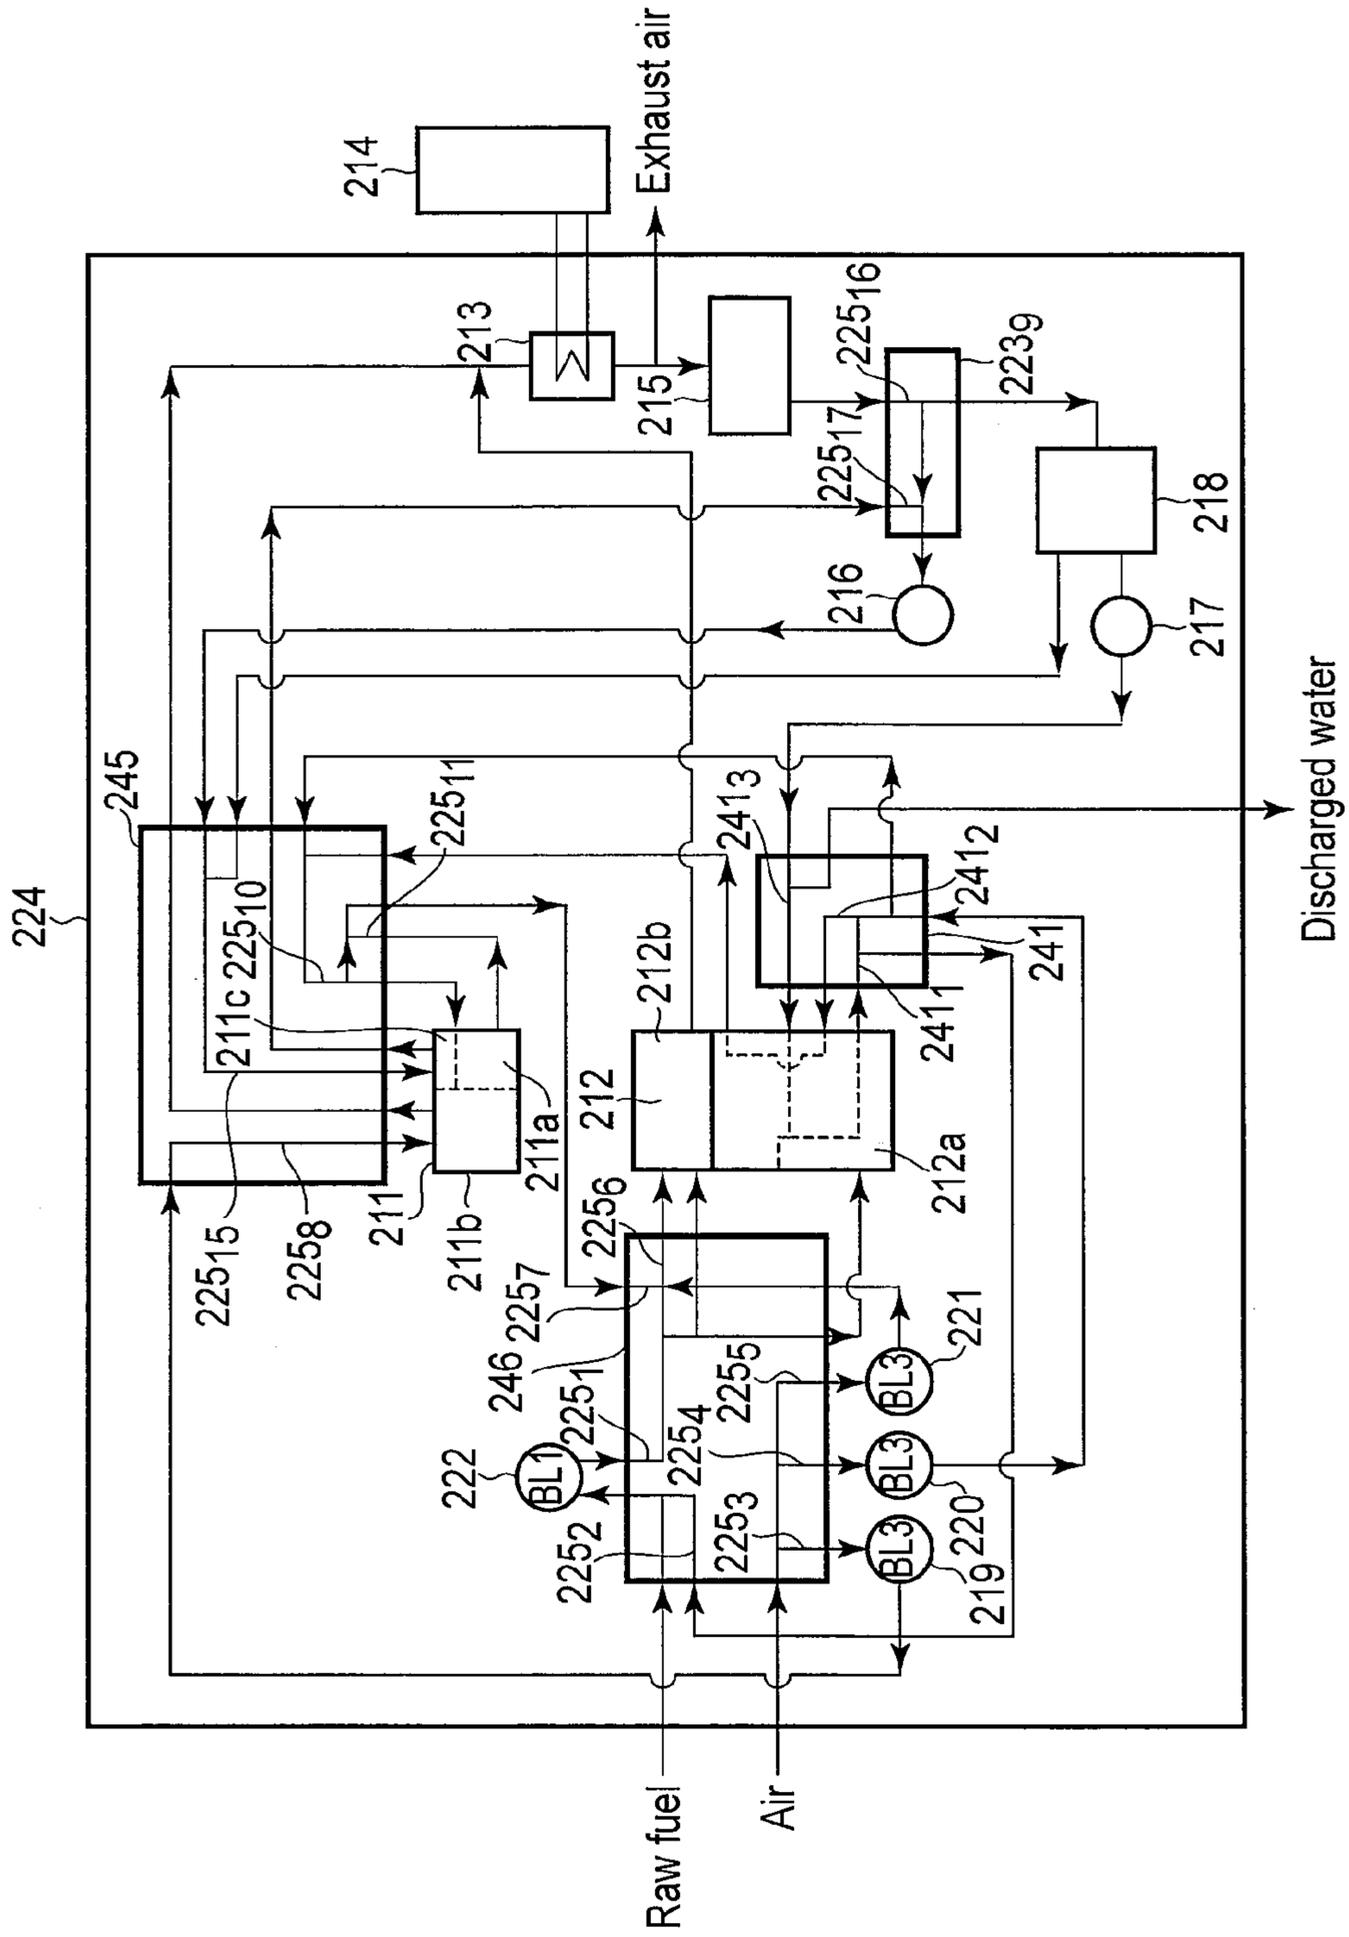 224
245
214
213
Exhaust air
225₁₁
211c
225₁₀
211a
225₁₅
225₈
211
211b
212b
212
212a
241₃
241₂
241₁
241
215
225₁₆
225₁₇
223₉
216
218
217
Discharged water
225₆
225₇
246
225₁
222
BL1
225₂
225₅
225₄
225₃
BL3
221
BL3
220
BL3
219
Raw fuel
Air